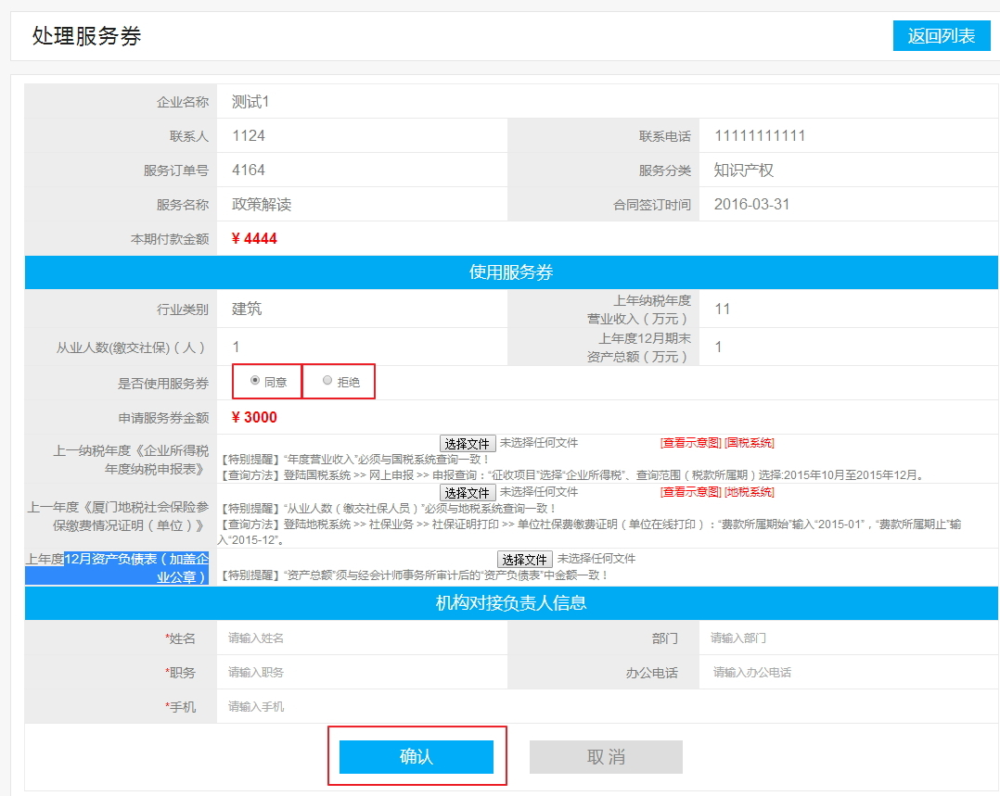 处理服务券
返回列表
企业名称 测试1
联系人 1124 联系电话 11111111111
服务订单号 4164 服务分类 知识产权
服务名称 政策解读 合同签订时间 2016-03-31
本期付款金额 ¥ 4444
使用服务券
行业类别 建筑 上年纳税年度
营业收入（万元） 11
从业人数(缴交社保)（人） 1 上年度12月期末
资产总额（万元） 1
是否使用服务券 同意 拒绝
申请服务券金额 ¥ 3000
上一纳税年度《企业所得税
年度纳税申报表》
选择文件 未选择任何文件 [查看示意图] [国税系统]
【特别提醒】“年度营业收入”必须与国税系统查询一致！
【查询方法】登陆国税系统 >> 网上申报 >> 申报查询：“征收项目”选择“企业所得税”、查询范围（税款所属期）选择:2015年10月至2015年12月。
上一年度《厦门地税社会保险参
保缴费情况证明（单位）》
选择文件 未选择任何文件 [查看示意图] [地税系统]
【特别提醒】“从业人数（缴交社保人员）”必须与地税系统查询一致！
【查询方法】登陆地税系统 >> 社保业务 >> 社保证明打印 >> 单位社保费缴费证明（单位在线打印）：“费款所属期始”输入“2015-01”，“费款所属期止”输
入“2015-12”。
上年度12月资产负债表（加盖企
业公章）
选择文件 未选择任何文件
【特别提醒】“资产总额”须与经会计师事务所审计后的“资产负债表”中金额一致！
机构对接负责人信息
*姓名 请输入姓名 部门 请输入部门
*职务 请输入职务 办公电话 请输入办公电话
*手机 请输入手机
确认 取 消